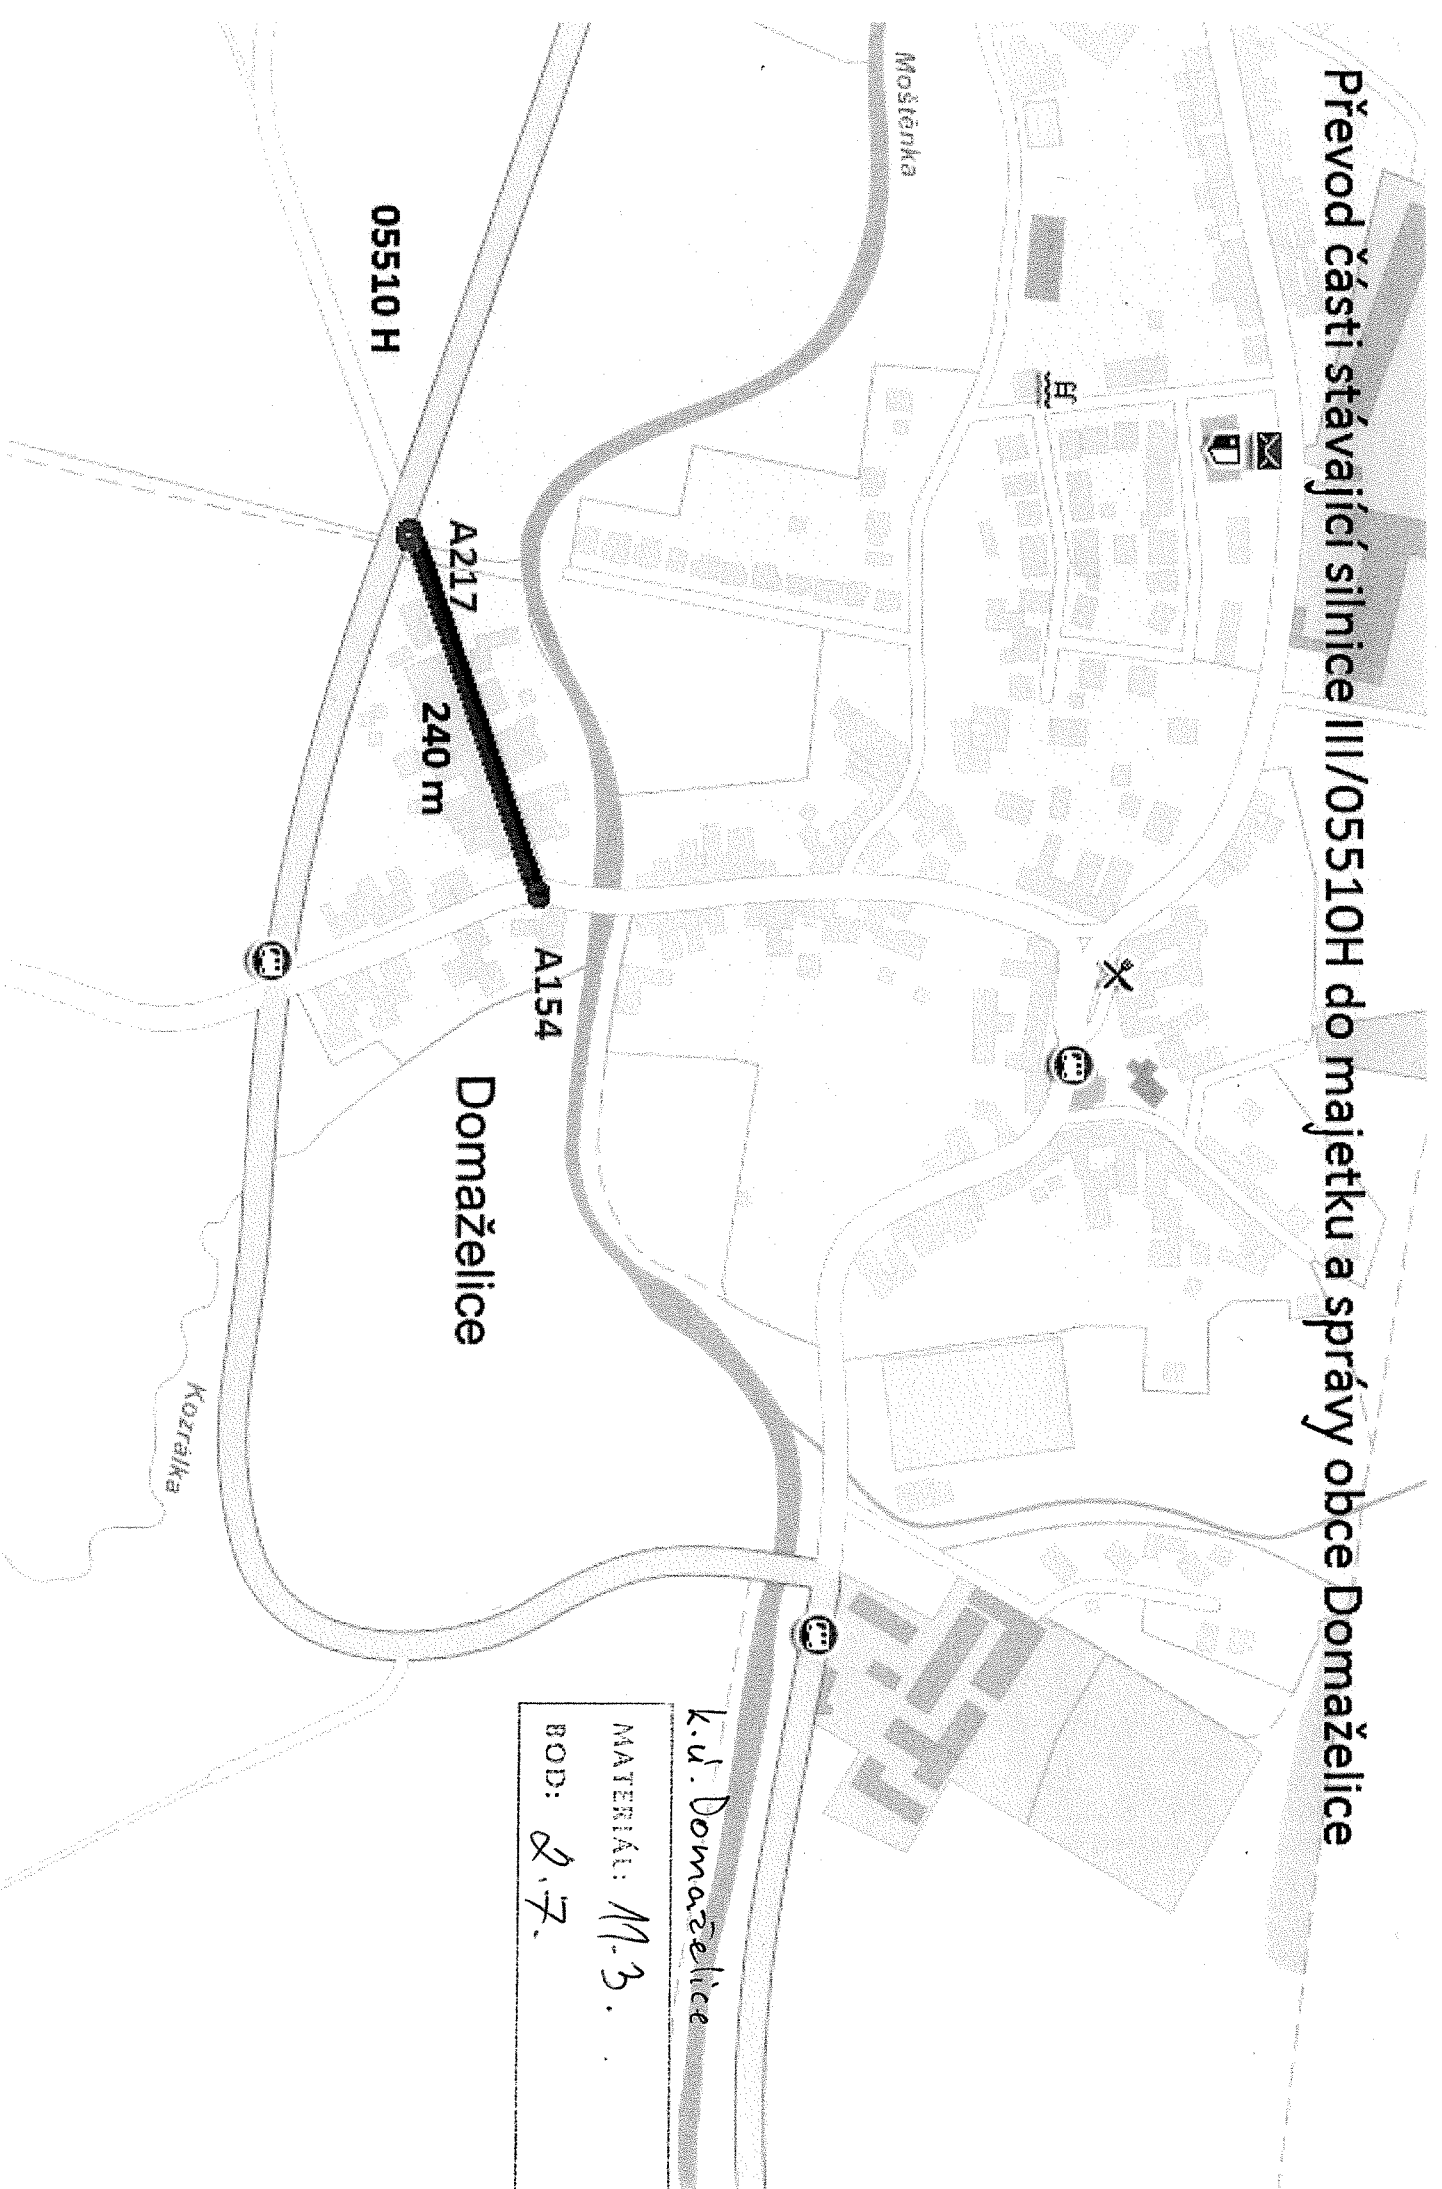 Převod části stávající silnice III/05510H do majetku a správy obce Domaželice
Moštěnka
05510 H
A217
240 m
A154
Domaželice
Kozrálka
k.ú. Domaželice
MATERIÁL: 11.3.
BOD: 2.7.